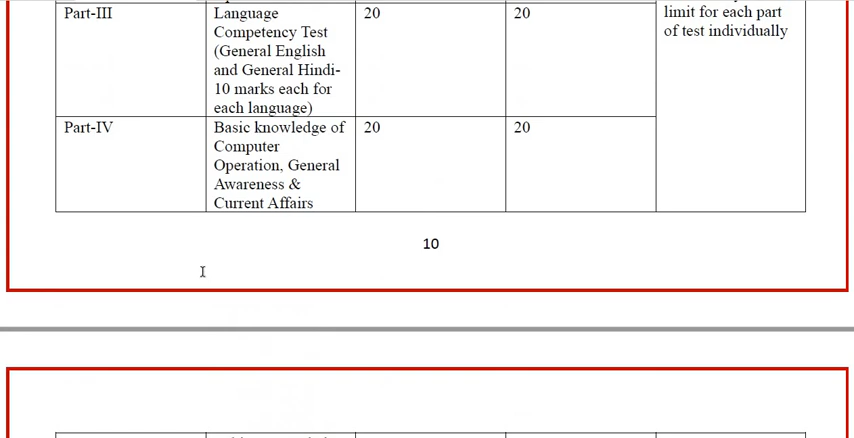 Part-III Language 20 20 limit for each part
Competency Test of test individually
(General English
and General Hindi-
10 marks each for
each language)
Part-IV Basic knowledge of 20 20
Computer
Operation, General
Awareness &
Current Affairs
10